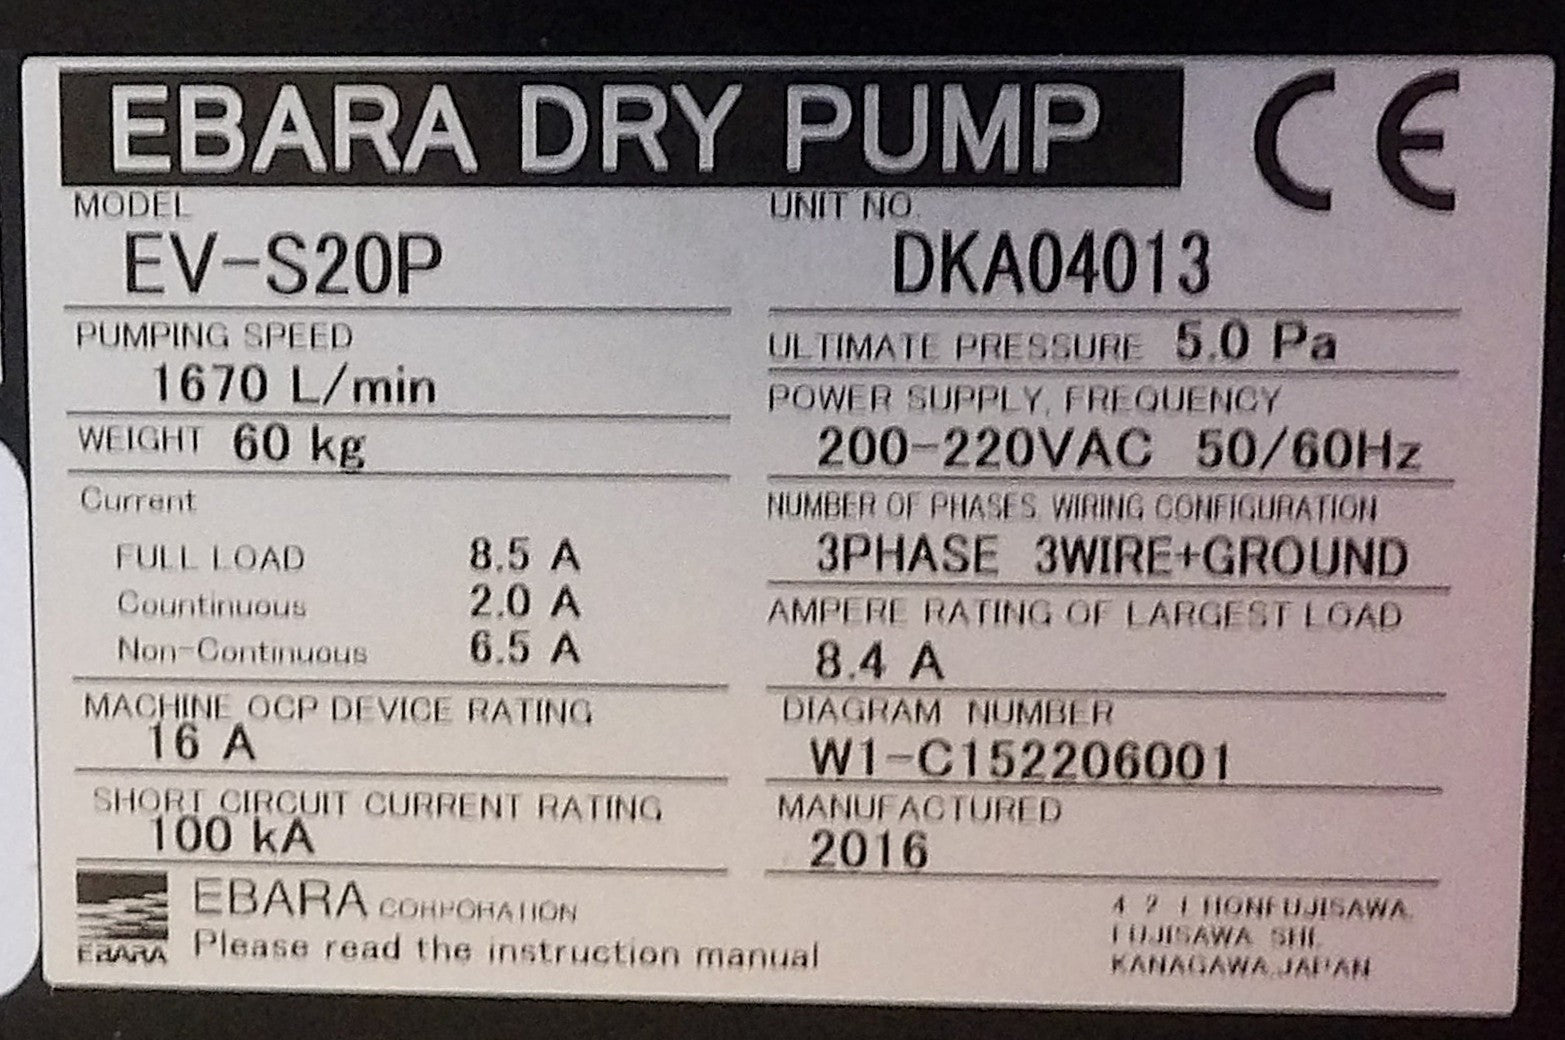 EBARA DRY PUMP
CE
MODEL
EV-S20P
UNIT NO.
DKA04013
PUMPING SPEED
1670 L/min
ULTIMATE PRESSURE 5.0 Pa
WEIGHT 60 kg
POWER SUPPLY, FREQUENCY
200-220VAC 50/60Hz
Current
FULL LOAD 8.5 A
Countinuous 2.0 A
Non-Continuous 6.5 A
NUMBER OF PHASES, WIRING CONFIGURATION
3PHASE 3WIRE+GROUND
AMPERE RATING OF LARGEST LOAD
8.4 A
MACHINE OCP DEVICE RATING
16 A
DIAGRAM NUMBER
W1-C152206001
SHORT CIRCUIT CURRENT RATING
100 kA
MANUFACTURED
2016
EBARA
EBARA CORPORATION
Please read the instruction manual
4 2 1 HONFUJISAWA,
FUJISAWA SHI,
KANAGAWA,JAPAN